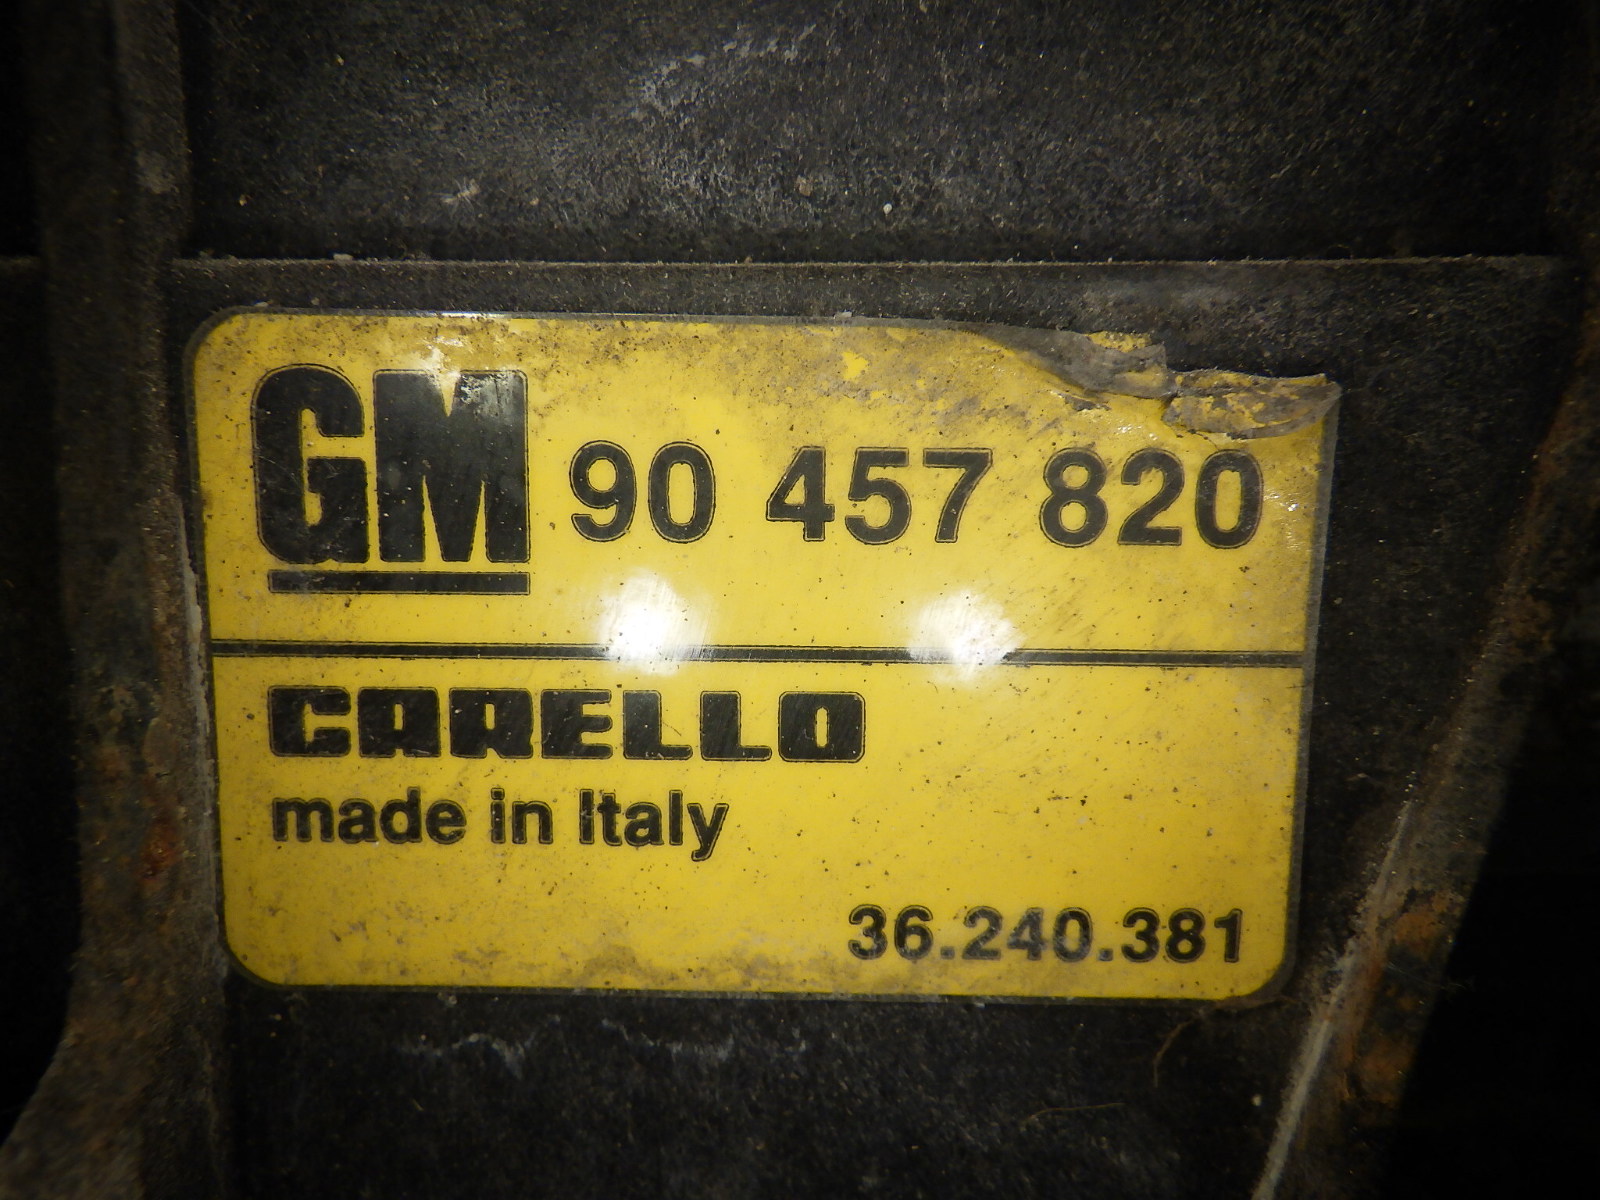 GM 90 457 820
CARELLO
made in Italy
36.240.381